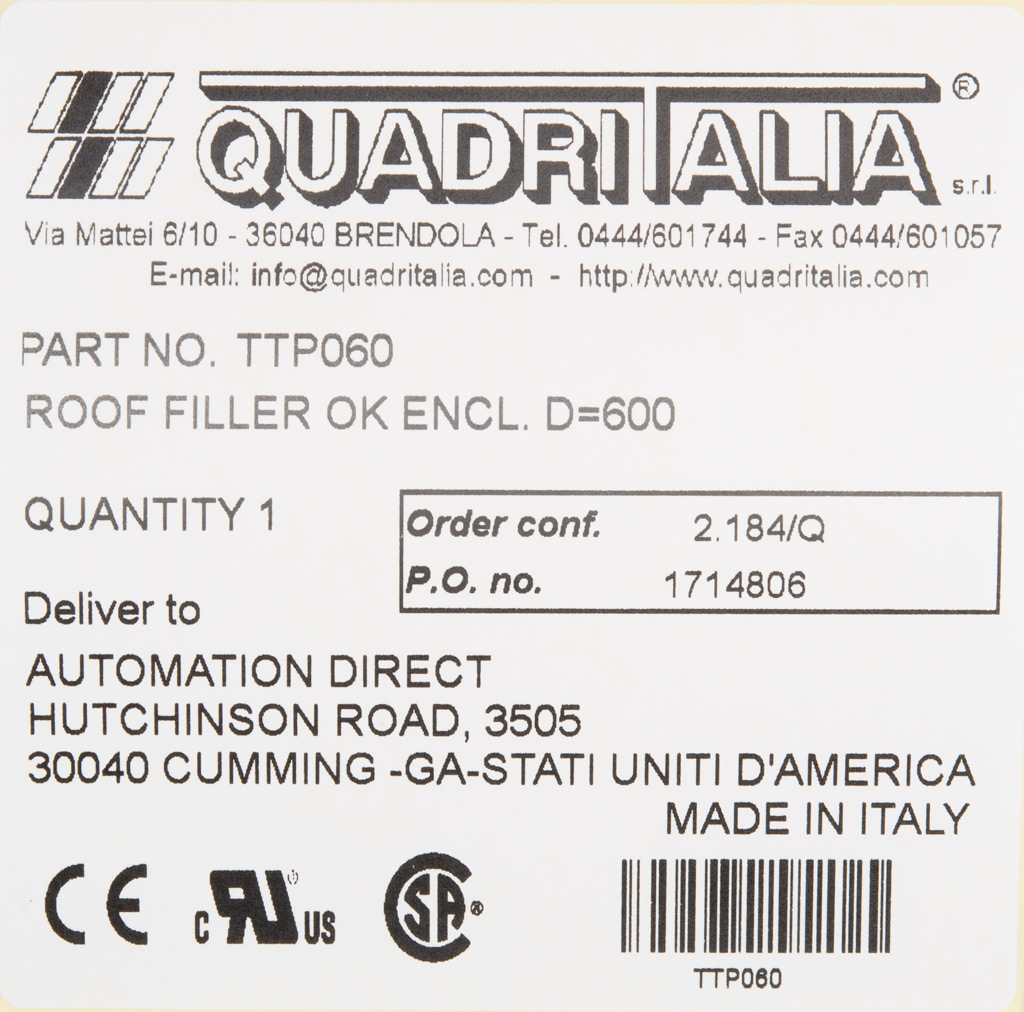 QUADRITALIA ®
s.r.l.
Via Mattei 6/10 - 36040 BRENDOLA - Tel. 0444/601744 - Fax 0444/601057
E-mail: info@quadritalia.com - http://www.quadritalia.com
PART NO. TTP060
ROOF FILLER OK ENCL. D=600
QUANTITY 1
Order conf. 2.184/Q
P.O. no. 1714806
Deliver to
AUTOMATION DIRECT
HUTCHINSON ROAD, 3505
30040 CUMMING -GA-STATI UNITI D'AMERICA
MADE IN ITALY
CE c RU US CSA ®
TTP060